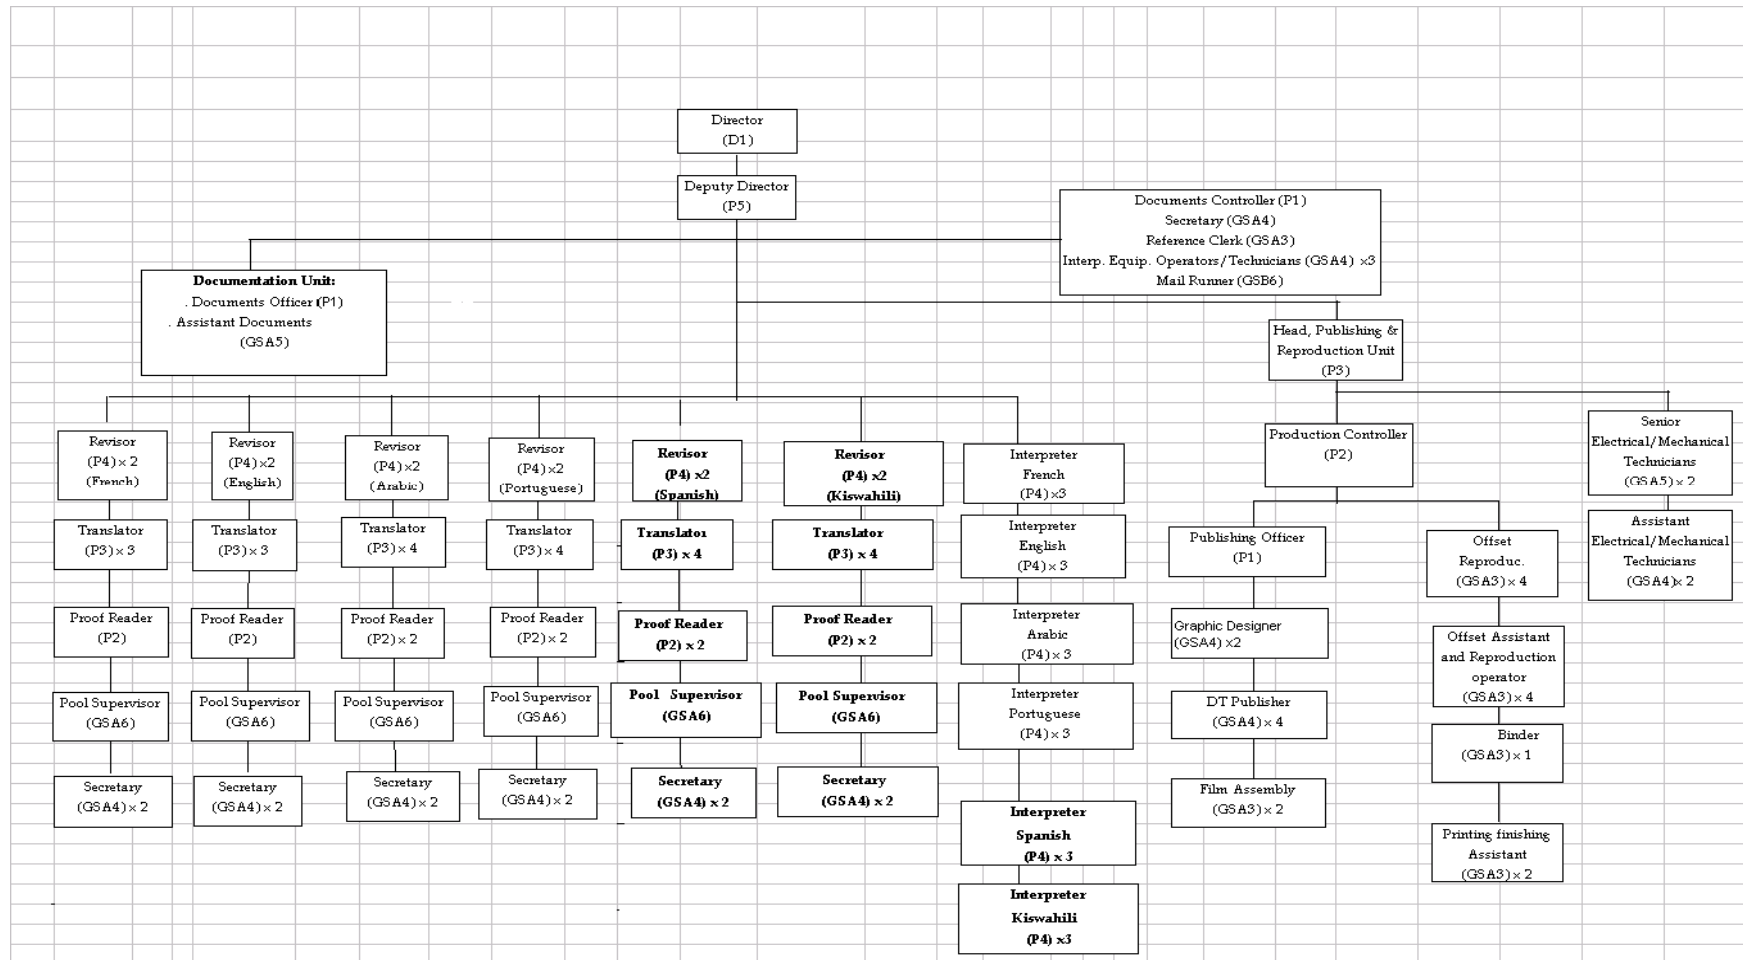 Director
(D1)
Deputy Director
(P5)
Documents Controller (P1)
Secretary (GSA4)
Reference Clerk (GSA3)
Interp. Equip. Operators/Technicians (GSA4) x3
Mail Runner (GSB6)
Documentation Unit:
. Documents Officer (P1)
. Assistant Documents
(GSA5)
Head, Publishing &
Reproduction Unit
(P3)
Revisor
(P4) x 2
(French)
Translator
(P3) x 3
Proof Reader
(P2)
Pool Supervisor
(GSA6)
Secretary
(GSA4) x 2
Revisor
(P4) x2
(English)
Translator
(P3) x 3
Proof Reader
(P2)
Pool Supervisor
(GSA6)
Secretary
(GSA4) x 2
Revisor
(P4) x2
(Arabic)
Translator
(P3) x 4
Proof Reader
(P2) x 2
Pool Supervisor
(GSA6)
Secretary
(GSA4) x 2
Revisor
(P4) x2
(Portuguese)
Translator
(P3) x 4
Proof Reader
(P2) x 2
Pool Supervisor
(GSA6)
Secretary
(GSA4) x 2
Revisor
(P4) x2
(Spanish)
Translator
(P3) x 4
Proof Reader
(P2) x 2
Pool Supervisor
(GSA6)
Secretary
(GSA4) x 2
Revisor
(P4) x2
(Kiswahili)
Translator
(P3) x 4
Proof Reader
(P2) x 2
Pool Supervisor
(GSA6)
Secretary
(GSA4) x 2
Interpreter
French
(P4) x3
Interpreter
English
(P4) x 3
Interpreter
Arabic
(P4) x 3
Interpreter
Portuguese
(P4) x 3
Interpreter
Spanish
(P4) x 3
Interpreter
Kiswahili
(P4) x3
Production Controller
(P2)
Publishing Officer
(P1)
Graphic Designer
(GSA4) x2
DT Publisher
(GSA4) x 4
Film Assembly
(GSA3) x 2
Offset
Reproduc.
(GSA3) x 4
Offset Assistant
and Reproduction
operator
(GSA3) x 4
Binder
(GSA3) x 1
Printing finishing
Assistant
(GSA3) x 2
Senior
Electrical/Mechanical
Technicians
(GSA5) x 2
Assistant
Electrical/Mechanical
Technicians
(GSA4)x 2